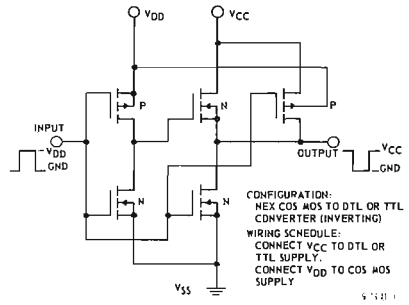 VDD
VCC
P
N
P
INPUT
VDD
GND
OUTPUT
VCC
GND
N
N
CONFIGURATION:
NEX COS MOS TO DTL OR TTL
CONVERTER (INVERTING)
WIRING SCHEDULE:
CONNECT VCC TO DTL OR
TTL SUPPLY.
CONNECT VDD TO COS MOS
SUPPLY
VSS